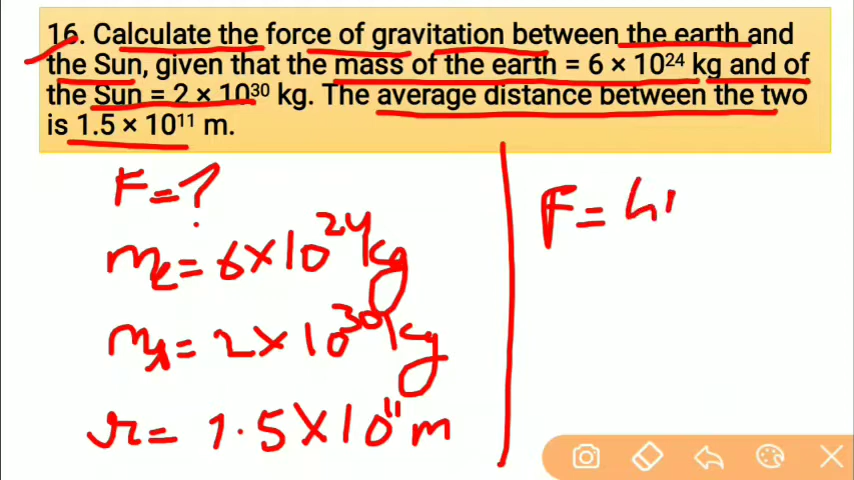 16. Calculate the force of gravitation between the earth and
the Sun, given that the mass of the earth = 6 × 10²⁴ kg and of
the Sun = 2 × 10³⁰ kg. The average distance between the two
is 1.5 × 10¹¹ m.
F = ?
mₑ = 6 × 10²⁴ kg
mₛ = 2 × 10³⁰ kg
r = 1.5 × 10¹¹ m
F =